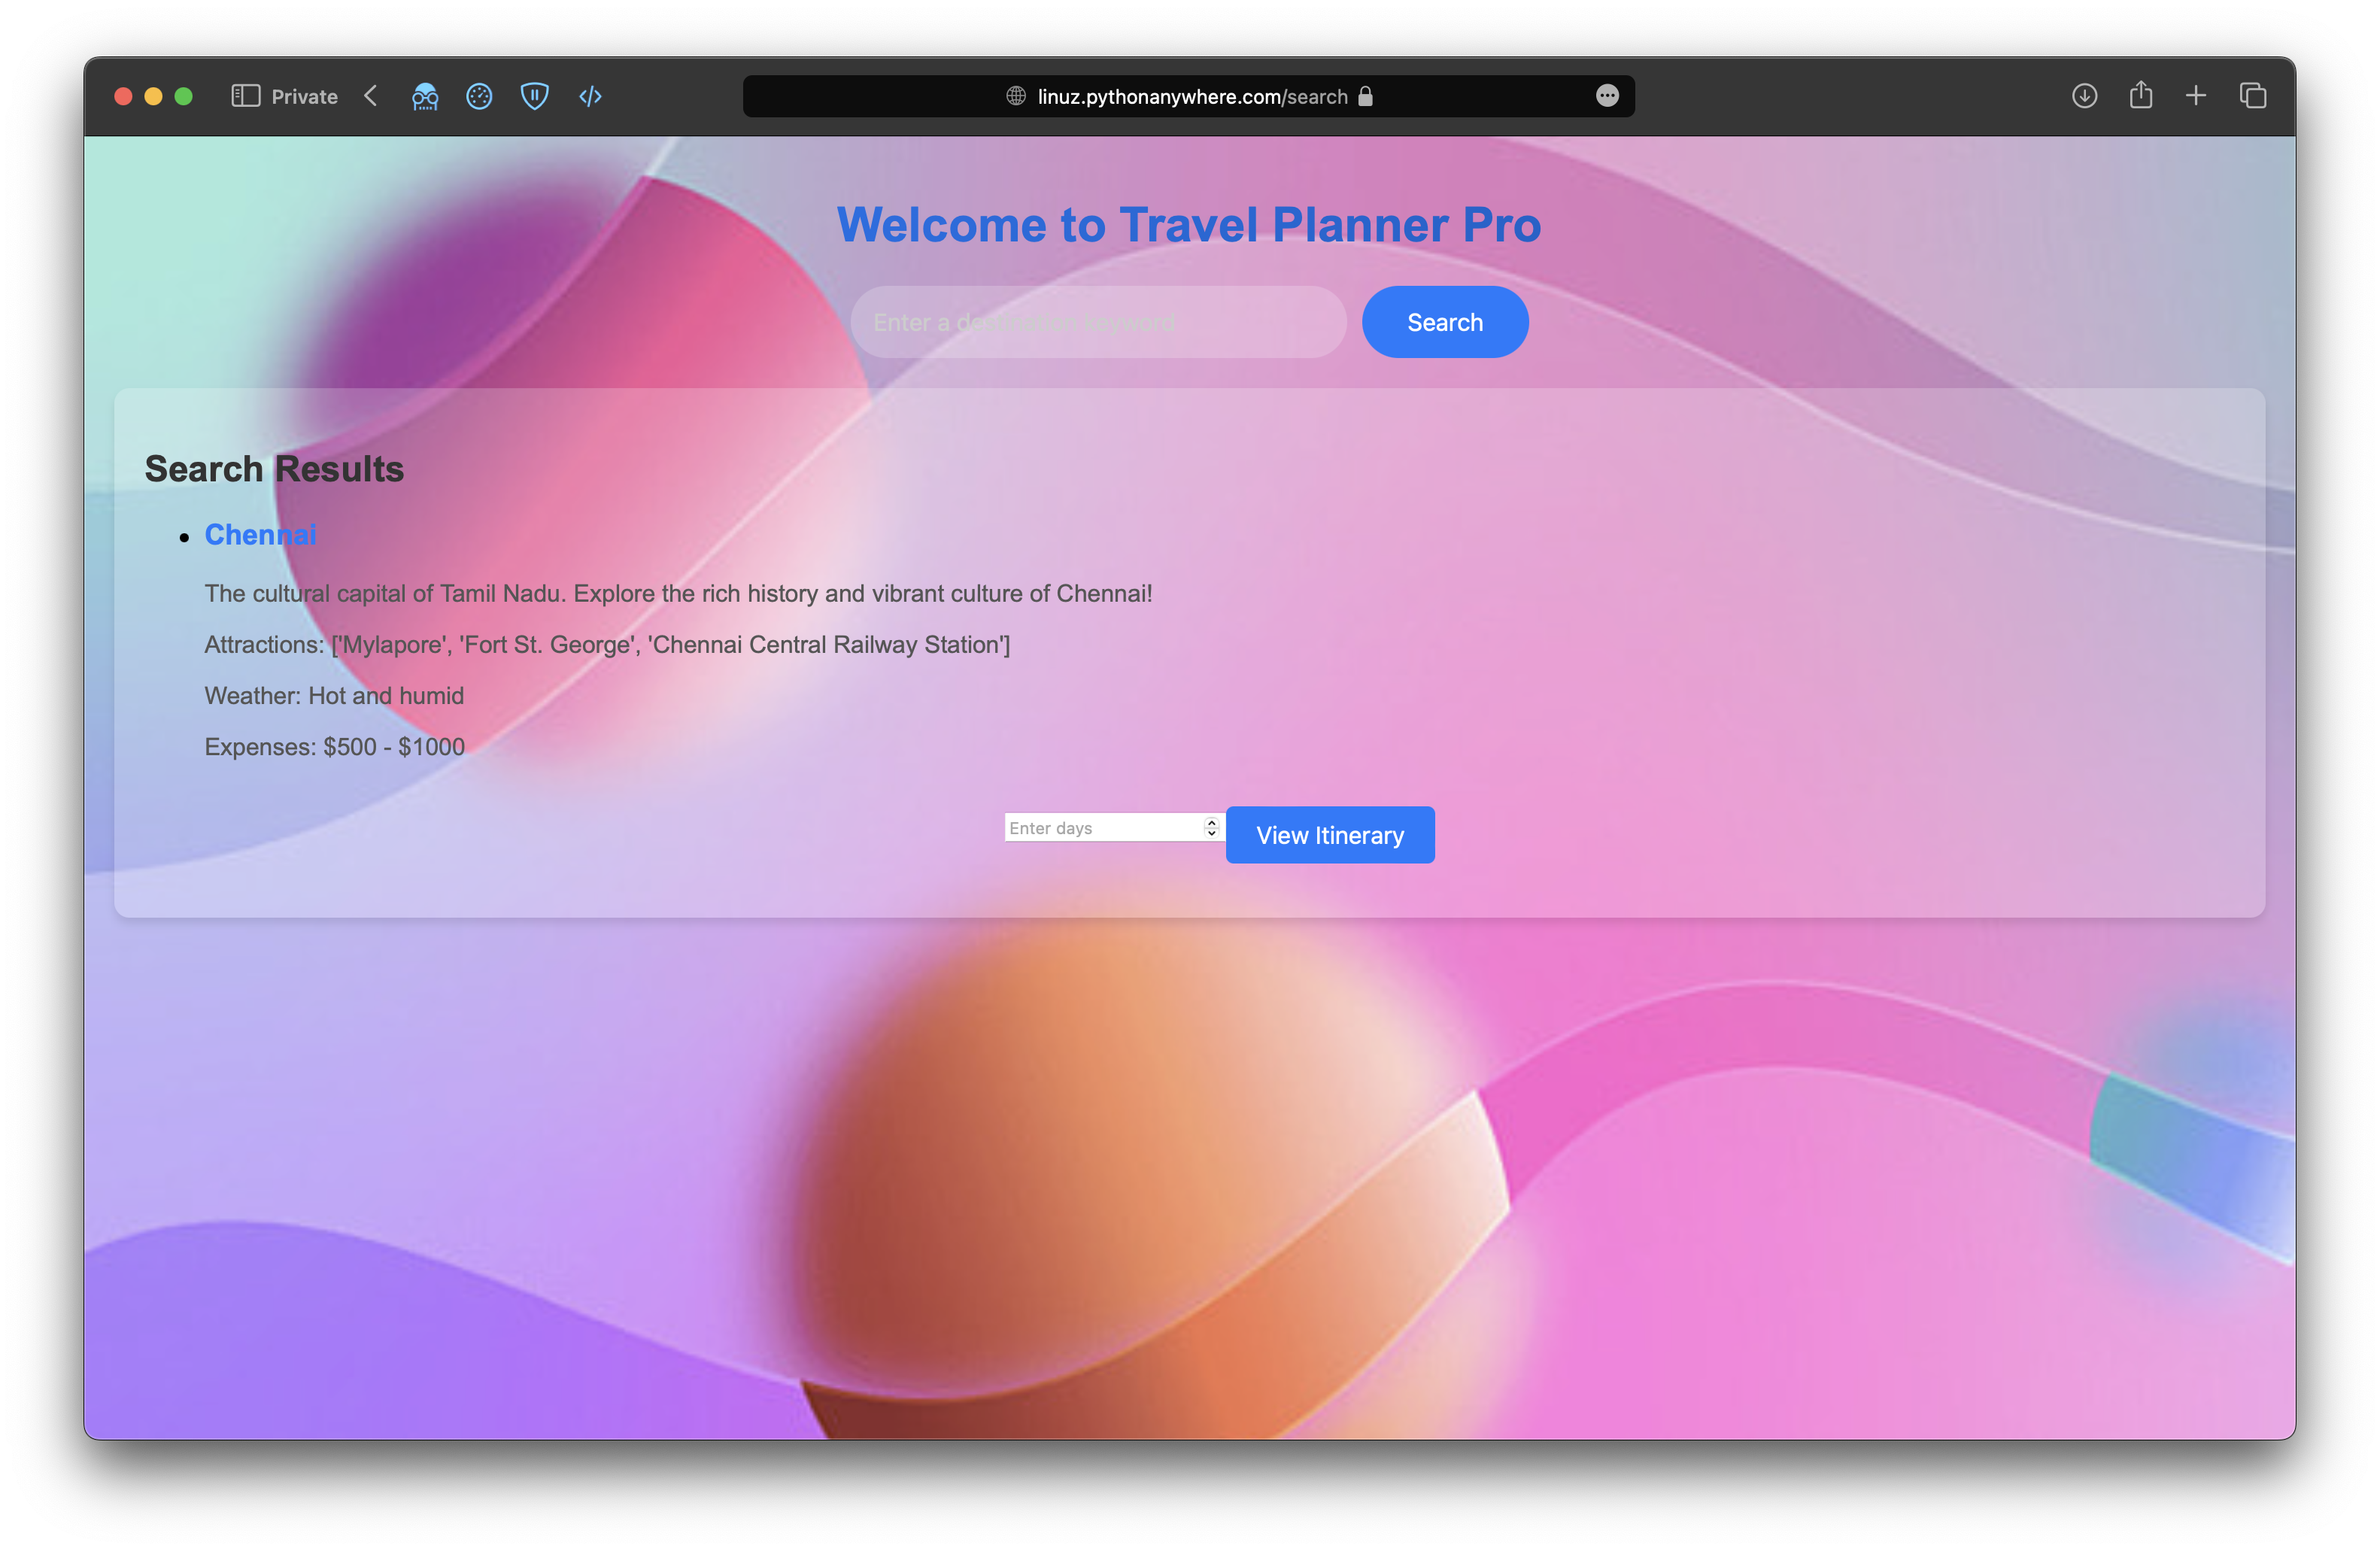 Private
linuz.pythonanywhere.com/search
Welcome to Travel Planner Pro
Enter a destination keyword
Search
Search Results
Chennai
The cultural capital of Tamil Nadu. Explore the rich history and vibrant culture of Chennai!
Attractions: ['Mylapore', 'Fort St. George', 'Chennai Central Railway Station']
Weather: Hot and humid
Expenses: $500 - $1000
Enter days
View Itinerary